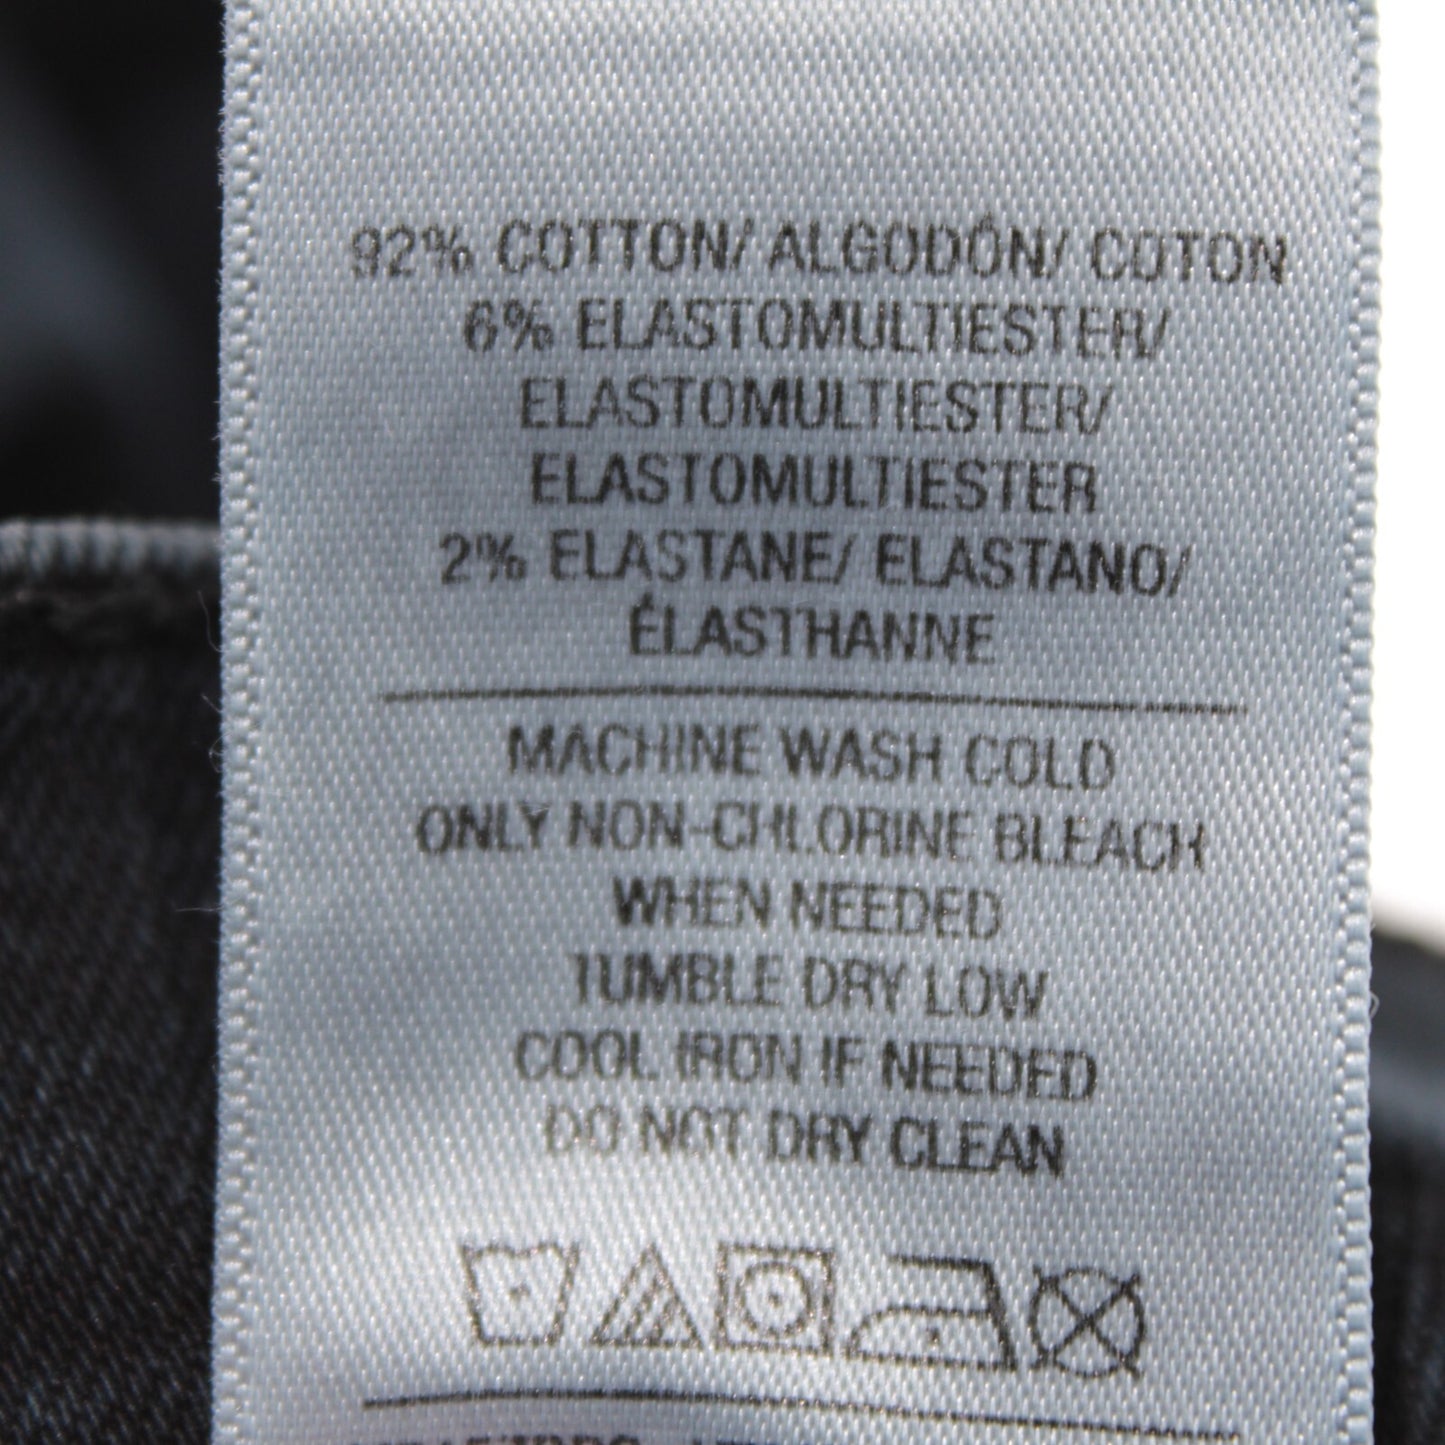 92% COTTON/ ALGODÓN/ COTON
6% ELASTOMULTIESTER/
ELASTOMULTIESTER/
ELASTOMULTIESTER
2% ELASTANE/ ELASTANO/
ÉLASTHANNE
MACHINE WASH COLD
ONLY NON-CHLORINE BLEACH
WHEN NEEDED
TUMBLE DRY LOW
COOL IRON IF NEEDED
DO NOT DRY CLEAN